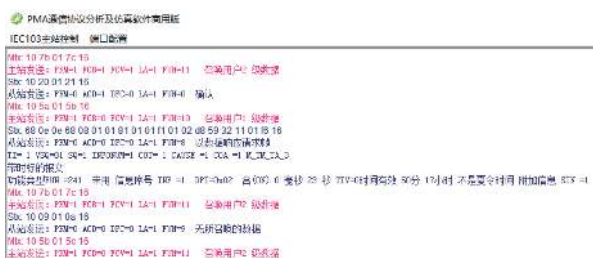 PMA通信协议分析及仿真软件商用版
IEC103主站控制 端口配置
Mtx: 10 7b 01 7c 16
主站发送: PRM=1 FCB=1 FCV=1 LA=1 FUN=11 召唤用户2 级数据
Stx: 10 20 01 21 16
从站发送: PRM=0 ACD=1 DFC=0 LA=1 FUN=0 确认
Mtx: 10 5a 01 5b 16
主站发送: PRM=1 FCB=0 FCV=1 LA=1 FUN=10 召唤用户1 级数据
Stx: 68 0e 0e 68 08 01 01 81 01 01 f1 01 02 d8 59 32 11 01 f6 16
从站发送: PRM=0 ACD=0 DFC=0 LA=1 FUN=8 以数据响应请求帧
TI= 1 VSQ=81 SQ=1 INFONUM=1 COT= 1 CAUSE =1 COA =1 M_TM_TA_3
带时标的报文
功能类型FUN =241 专用 信息序号 INF =1 DPI=0x02 合(ON) 0 毫秒 23 秒 TIV=0时间有效 50分 17小时 不是夏令时间 附加信息 SIN =1
Mtx: 10 7b 01 7c 16
主站发送: PRM=1 FCB=1 FCV=1 LA=1 FUN=11 召唤用户2 级数据
Stx: 10 09 01 0a 16
从站发送: PRM=0 ACD=0 DFC=0 LA=1 FUN=9 无所召唤的数据
Mtx: 10 5b 01 5c 16
主站发送: PRM=1 FCB=0 FCV=1 LA=1 FUN=11 召唤用户2 级数据